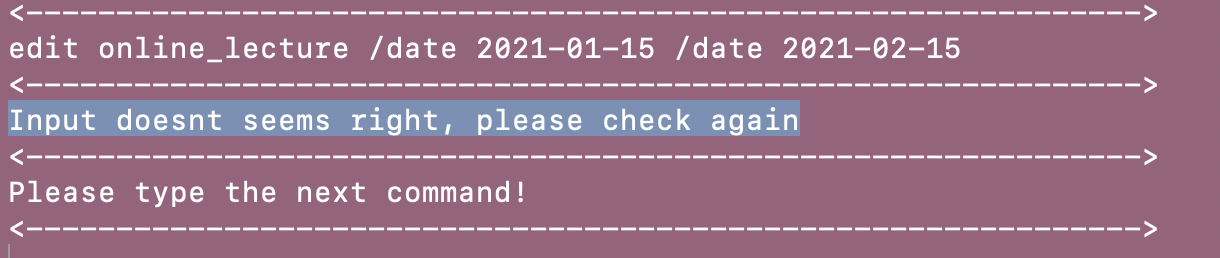 <--------------------------------------------------------------->
edit online_lecture /date 2021-01-15 /date 2021-02-15
<--------------------------------------------------------------->
Input doesnt seems right, please check again
<--------------------------------------------------------------->
Please type the next command!
<--------------------------------------------------------------->